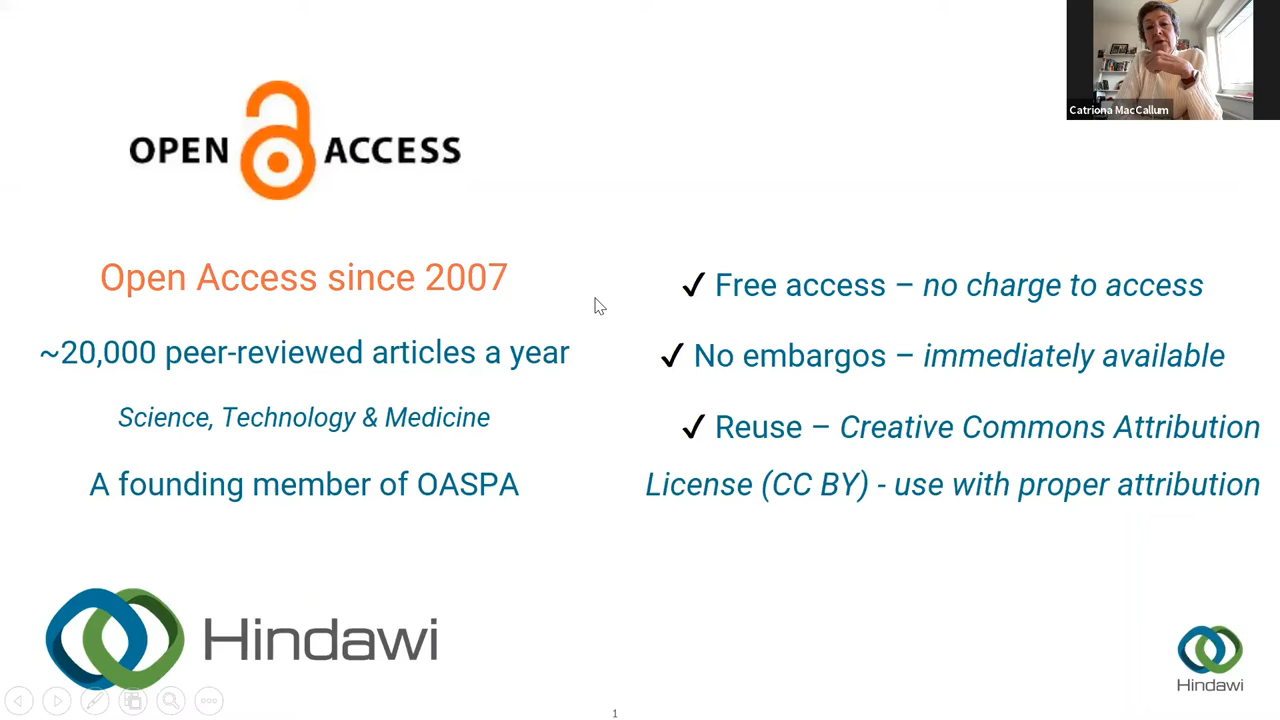 Catriona MacCallum
OPEN ACCESS
Open Access since 2007
~20,000 peer-reviewed articles a year
Science, Technology & Medicine
A founding member of OASPA
✓ Free access – no charge to access
✓ No embargos – immediately available
✓ Reuse – Creative Commons Attribution
License (CC BY) - use with proper attribution
Hindawi
Hindawi
1